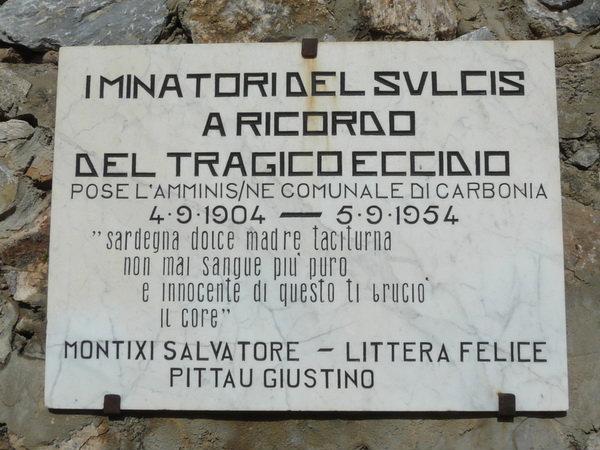 I MINATORI DEL SVLCIS
A RICORDO
DEL TRAGICO ECCIDIO
POSE L'AMMINIS/NE COMUNALE DI CARBONIA
4·9·1904 — 5·9·1954
"sardegna dolce madre taciturna
non mai sangue più puro
e innocente di questo ti brucio'
il core"
MONTIXI SALVATORE – LITTERA FELICE
PITTAU GIUSTINO